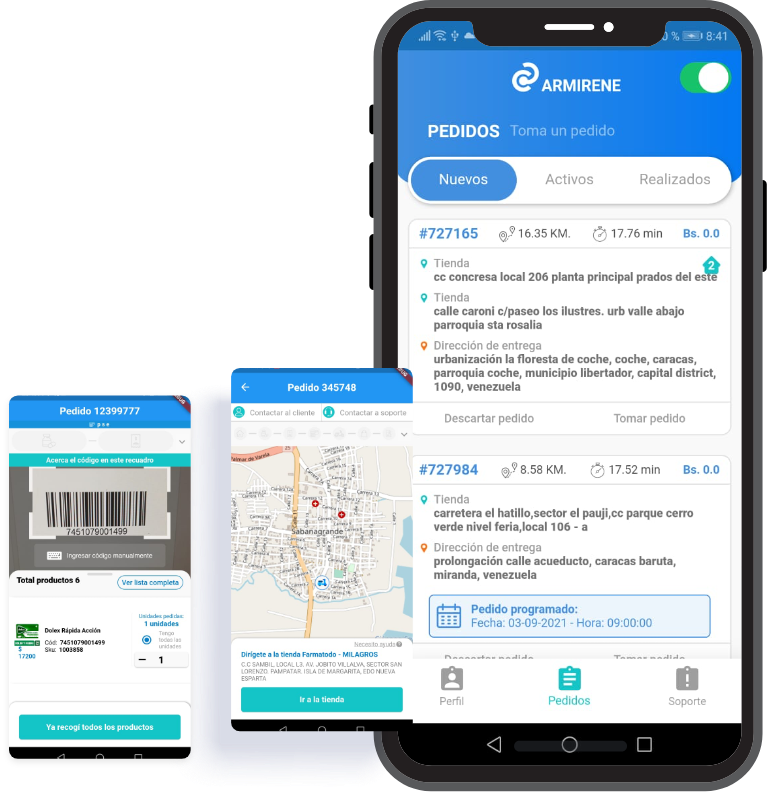 0 % 8:41
ARMIRENE
PEDIDOS Toma un pedido
Nuevos Activos Realizados
#727165 16.35 KM. 17.76 min Bs. 0.0
Tienda
2
cc concresa local 206 planta principal prados del este
Tienda
calle caroni c/paseo los ilustres. urb valle abajo
parroquia sta rosalia
Dirección de entrega
urbanización la floresta de coche, coche, caracas,
parroquia coche, municipio libertador, capital district,
1090, venezuela
Descartar pedido Tomar pedido
#727984 8.58 KM. 17.52 min Bs. 0.0
Tienda
carretera el hatillo,sector el pauji,cc parque cerro
verde nivel feria,local 106 - a
Dirección de entrega
prolongación calle acueducto, caracas baruta,
miranda, venezuela
Pedido programado:
Fecha: 03-09-2021 - Hora: 09:00:00
Descartar pedido Tomar pedido
Perfil Pedidos Soporte
Pedido 345748
Contactar al cliente Contactar a soporte
Palmar de Varela
Sabanagrande
Necesito ayuda
Dirígete a la tienda Farmatodo - MILAGROS
C.C SAMBIL, LOCAL L3. AV. JOBITO VILLALVA, SECTOR SAN
LORENZO, PAMPATAR. ISLA DE MARGARITA, EDO NUEVA
ESPARTA
Ir a la tienda
Pedido 12399777
Acerca el código en este recuadro
7451079001499
Ingresar código manualmente
Total productos 6 Ver lista completa
Unidades pedidas:
1 unidades
Dolex Rápida Acción
Cód: 7451079001499
Sku: 1003858
Tengo
todas las
unidades
$
17200
— 1
Ya recogí todos los productos